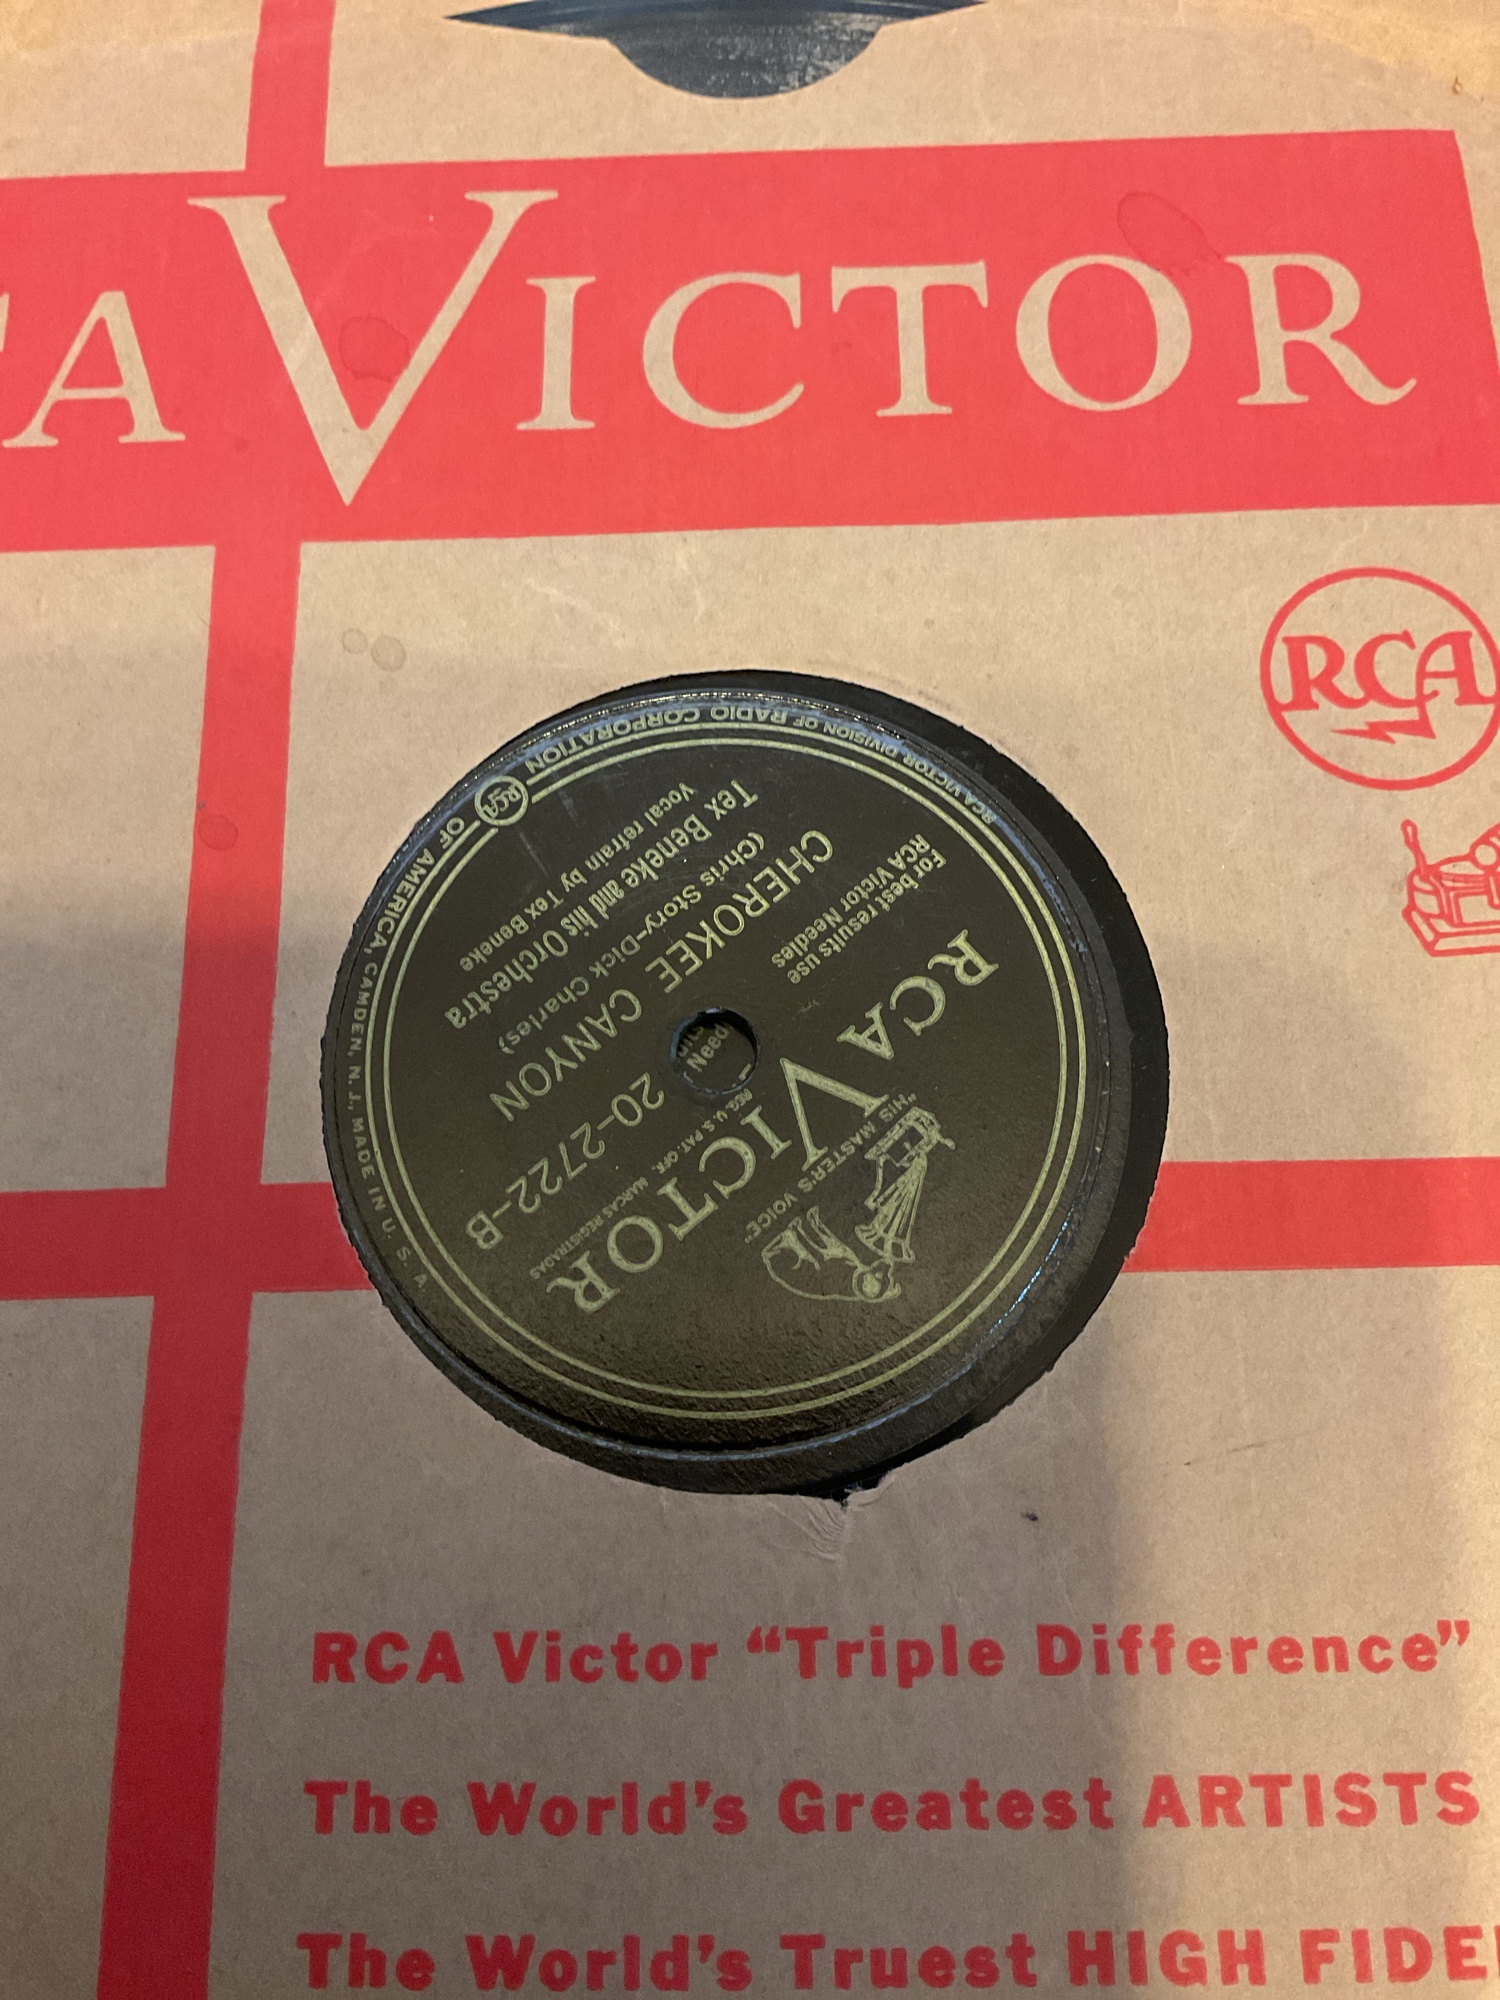 A VICTOR
RCA
"HIS MASTER'S VOICE"
RCA VICTOR
REG. U.S. PAT. OFF. MARCAS REGISTRADAS
For best results use
RCA Victor Needles
20-2722-B
CHEROKEE CANYON
(Chris Story-Dick Charles)
Tex Beneke and his Orchestra
Vocal refrain by Tex Beneke
RCA VICTOR DIVISION OF RADIO CORPORATION RCA OF AMERICA, CAMDEN, N. J., MADE IN U. S. A.
Need
RCA Victor “Triple Difference”
The World’s Greatest ARTISTS
The World’s Truest HIGH FIDE